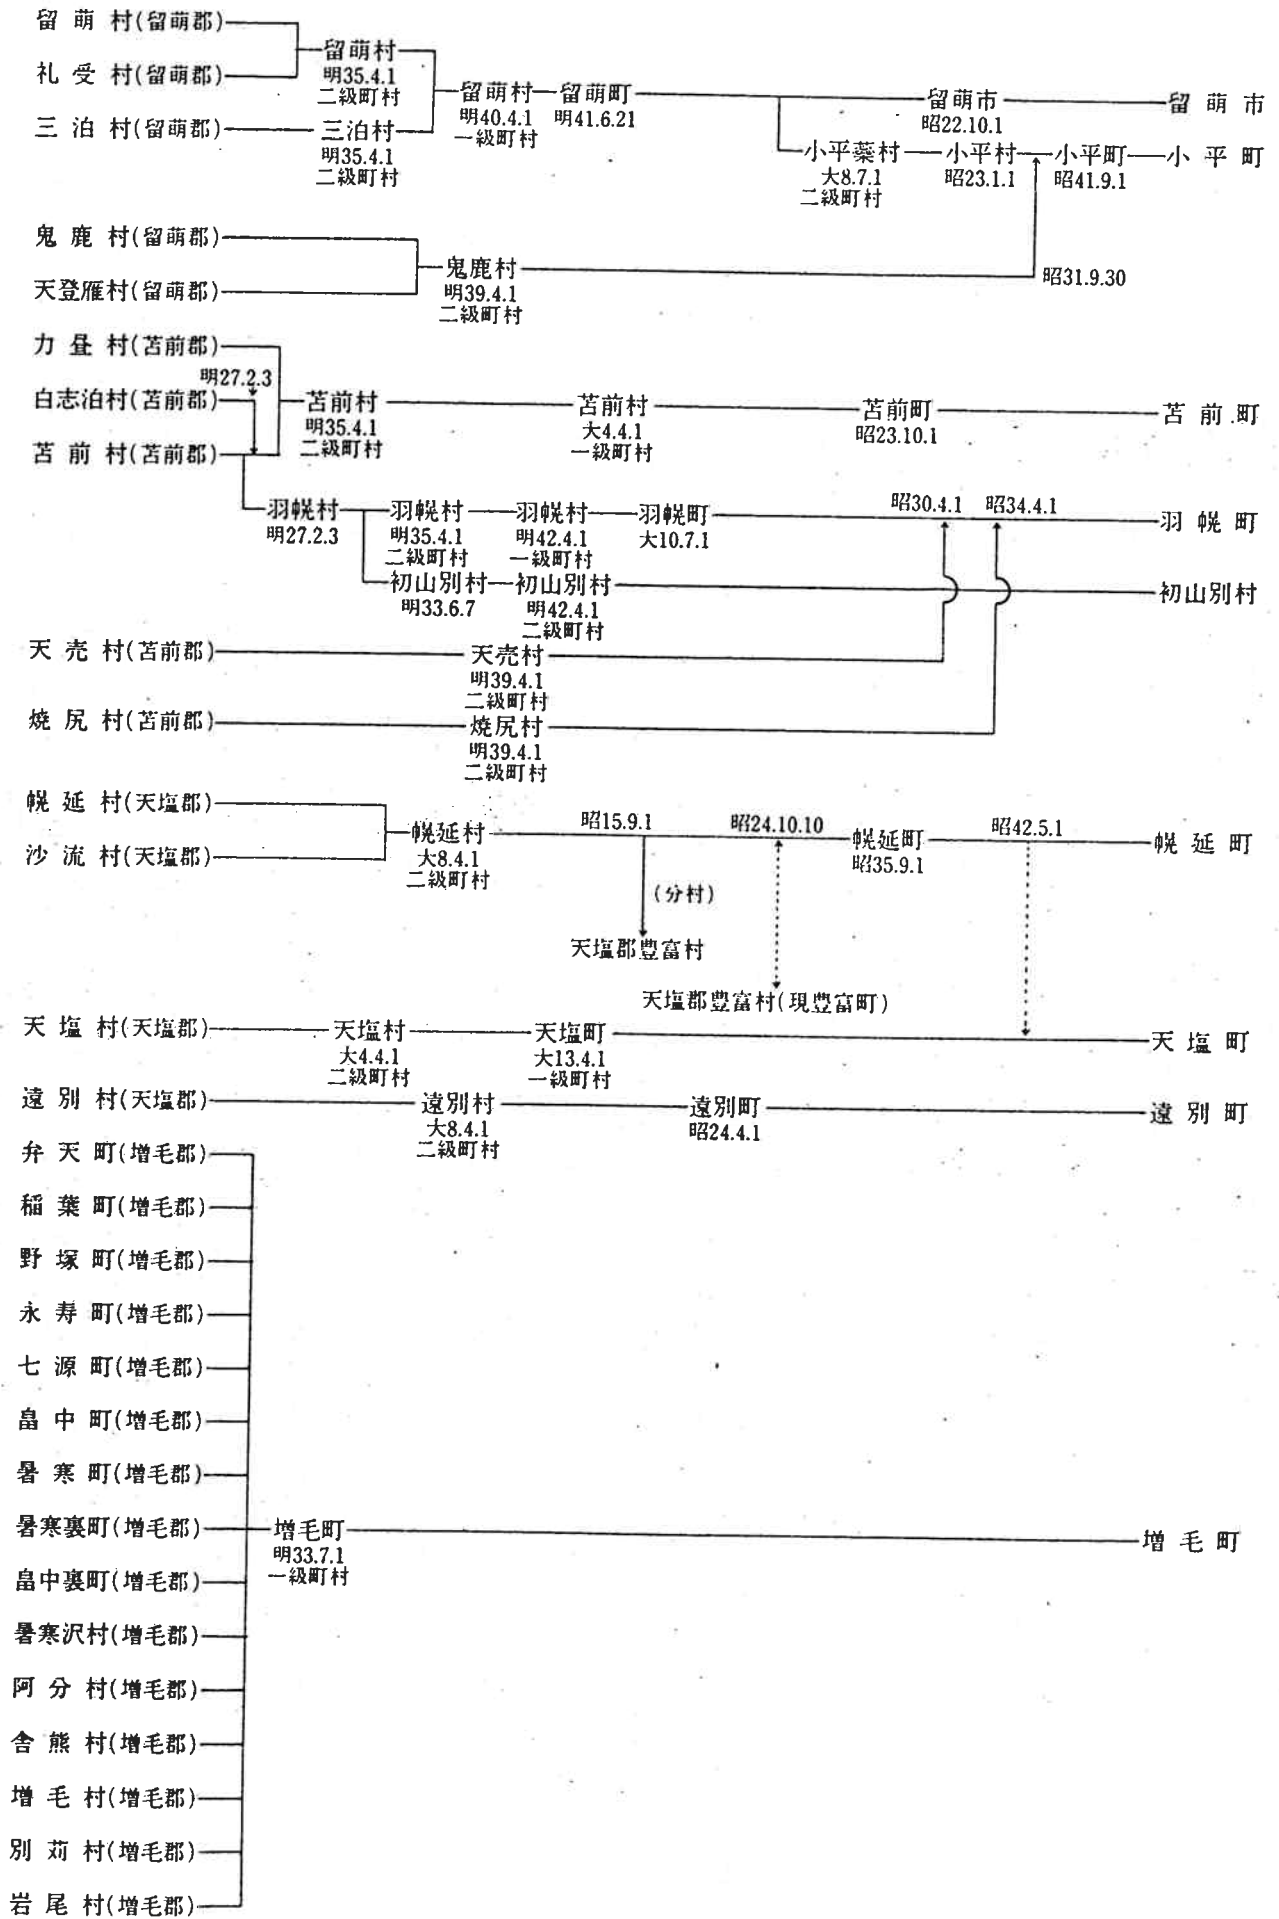 留萌村(留萌郡)
礼受村(留萌郡)
留萌村
明35.4.1
二級町村
三泊村(留萌郡)
三泊村
明35.4.1
二級町村
留萌村
明40.4.1
一級町村
留萌町
明41.6.21
留萌市
昭22.10.1
留萌市
小平蘂村
大8.7.1
二級町村
小平村
昭23.1.1
小平町
昭41.9.1
小平町
鬼鹿村(留萌郡)
天登雁村(留萌郡)
鬼鹿村
明39.4.1
二級町村
昭31.9.30
力昼村(苫前郡)
明27.2.3
白志泊村(苫前郡)
苫前村(苫前郡)
苫前村
明35.4.1
二級町村
苫前村
大4.4.1
一級町村
苫前町
昭23.10.1
苫前町
羽幌村
明27.2.3
羽幌村
明35.4.1
二級町村
羽幌村
明42.4.1
一級町村
羽幌町
大10.7.1
昭30.4.1
昭34.4.1
羽幌町
初山別村
明33.6.7
初山別村
明42.4.1
二級町村
初山別村
天売村(苫前郡)
天売村
明39.4.1
二級町村
焼尻村(苫前郡)
焼尻村
明39.4.1
二級町村
幌延村(天塩郡)
沙流村(天塩郡)
幌延村
大8.4.1
二級町村
昭15.9.1
(分村)
天塩郡豊富村
昭24.10.10
天塩郡豊富村(現豊富町)
幌延町
昭35.9.1
昭42.5.1
幌延町
天塩村(天塩郡)
天塩村
大4.4.1
二級町村
天塩町
大13.4.1
一級町村
天塩町
遠別村(天塩郡)
遠別村
大8.4.1
二級町村
遠別町
昭24.4.1
遠別町
弁天町(増毛郡)
稲葉町(増毛郡)
野塚町(増毛郡)
永寿町(増毛郡)
七源町(増毛郡)
畠中町(増毛郡)
暑寒町(増毛郡)
暑寒裏町(増毛郡)
畠中裏町(増毛郡)
暑寒沢村(増毛郡)
阿分村(増毛郡)
舎熊村(増毛郡)
増毛村(増毛郡)
別苅村(増毛郡)
岩尾村(増毛郡)
増毛町
明33.7.1
一級町村
増毛町